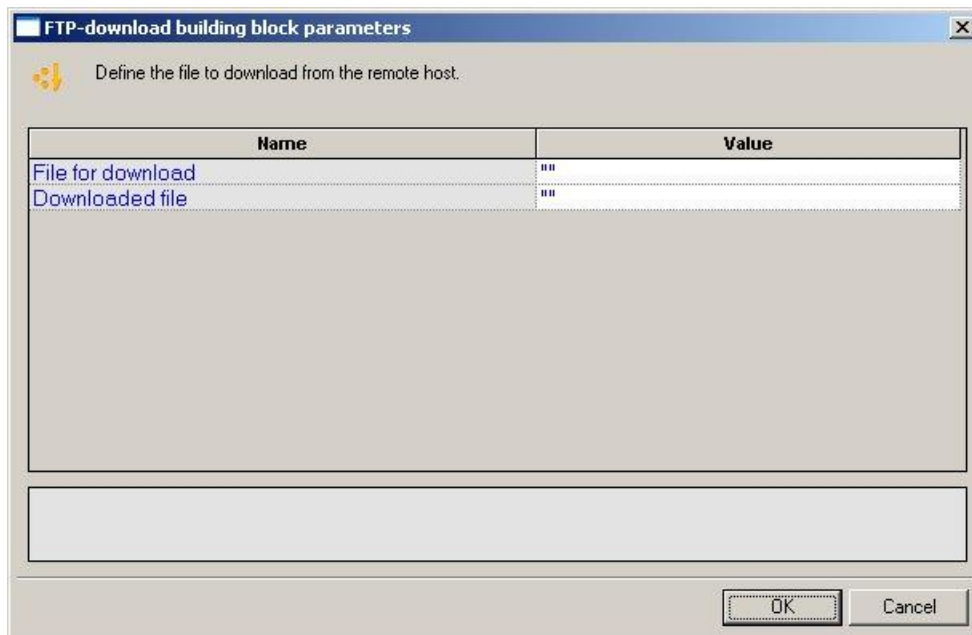 FTP-download building block parameters
Define the file to download from the remote host.
Name Value
File for download ""
Downloaded file ""
OK Cancel